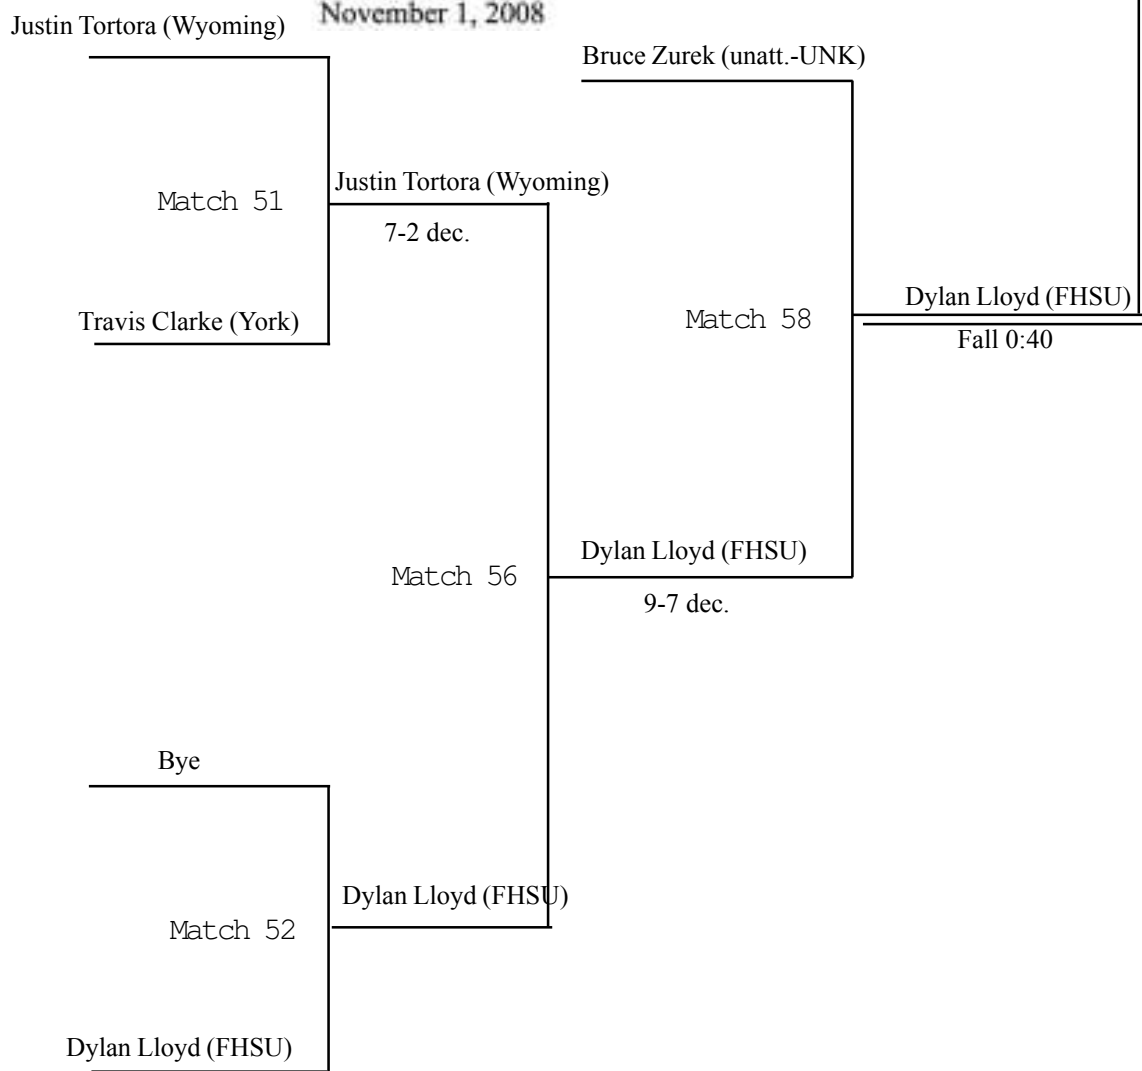 November 1, 2008
Justin Tortora (Wyoming)
Bruce Zurek (unatt.-UNK)
Match 51
Justin Tortora (Wyoming)
7-2 dec.
Travis Clarke (York)
Match 58
Dylan Lloyd (FHSU)
Fall 0:40
Match 56
Dylan Lloyd (FHSU)
9-7 dec.
Bye
Match 52
Dylan Lloyd (FHSU)
Dylan Lloyd (FHSU)